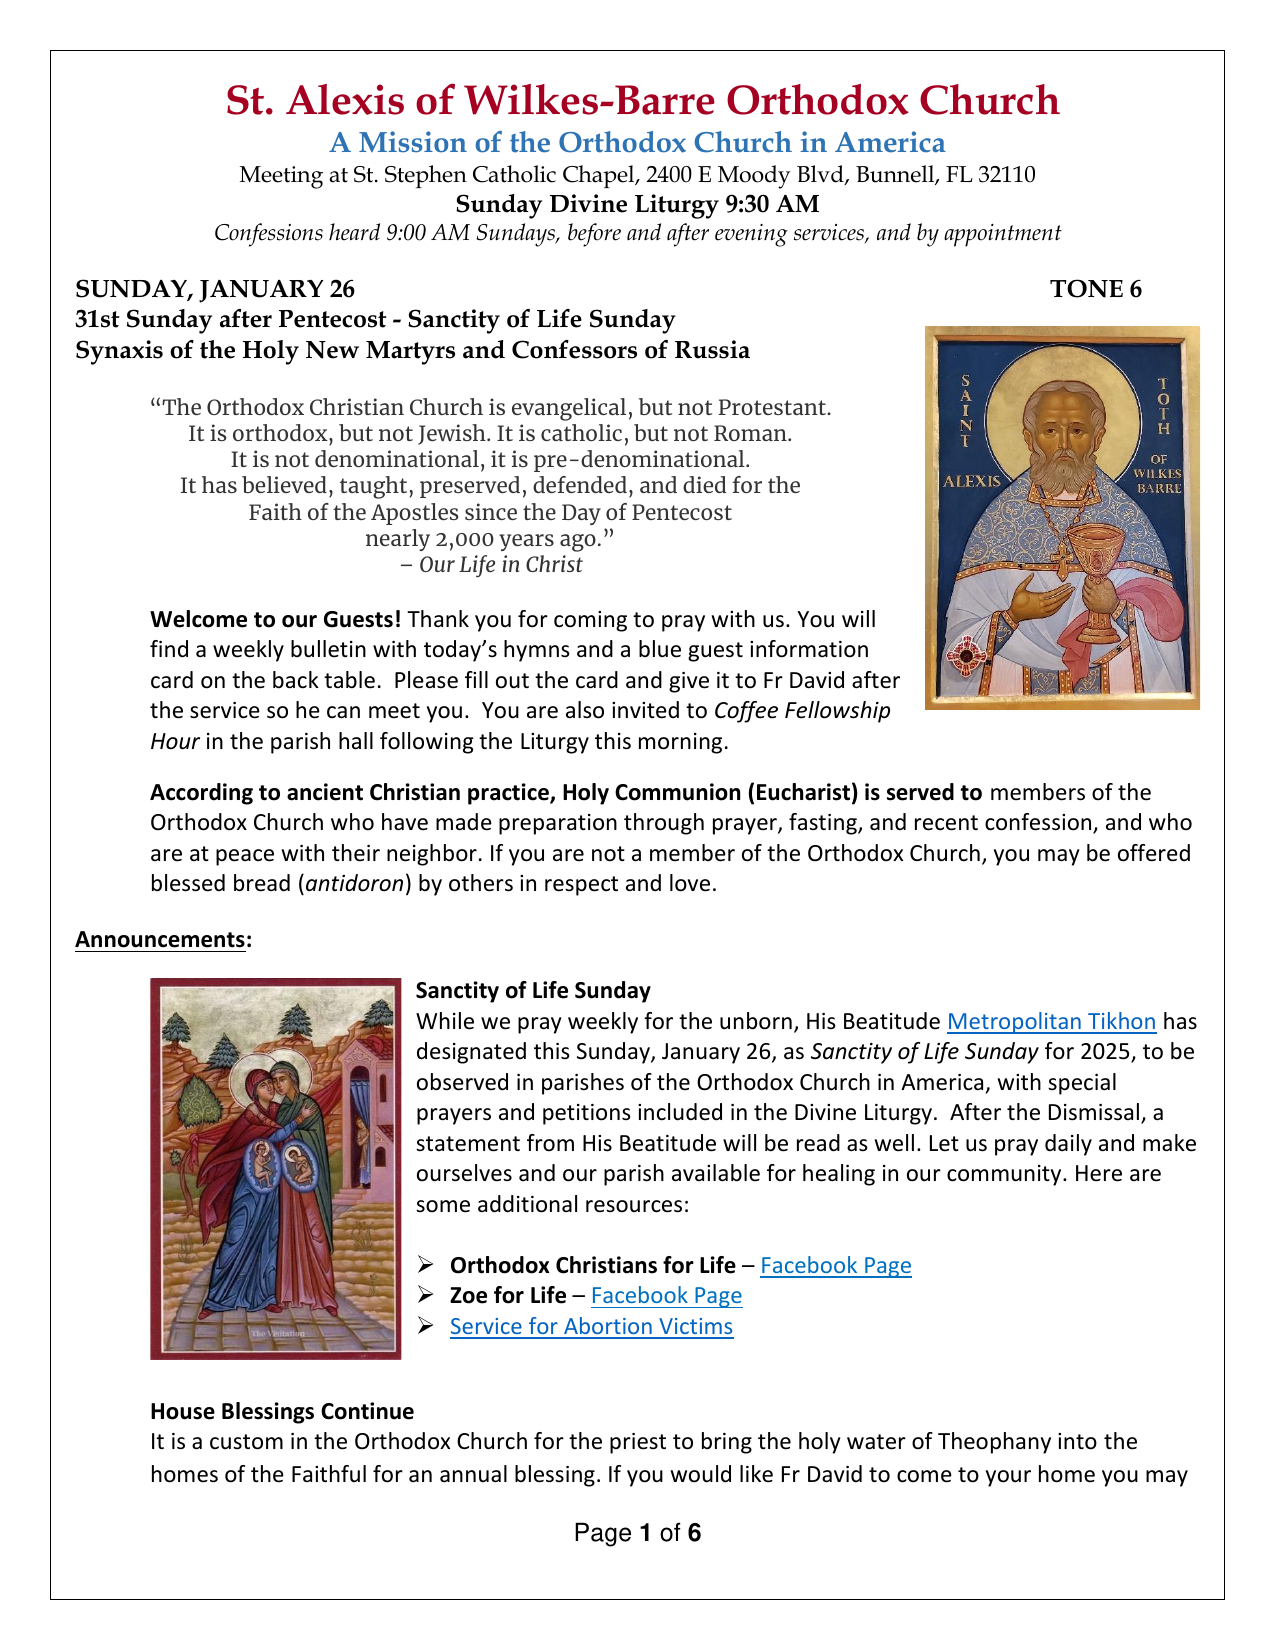 St. Alexis of Wilkes-Barre Orthodox Church
A Mission of the Orthodox Church in America
Meeting at St. Stephen Catholic Chapel, 2400 E Moody Blvd, Bunnell, FL 32110
Sunday Divine Liturgy 9:30 AM
Confessions heard 9:00 AM Sundays, before and after evening services, and by appointment
SUNDAY, JANUARY 26 TONE 6
31st Sunday after Pentecost - Sanctity of Life Sunday
Synaxis of the Holy New Martyrs and Confessors of Russia
“The Orthodox Christian Church is evangelical, but not Protestant.
It is orthodox, but not Jewish. It is catholic, but not Roman.
It is not denominational, it is pre-denominational.
It has believed, taught, preserved, defended, and died for the
Faith of the Apostles since the Day of Pentecost
nearly 2,000 years ago.”
– Our Life in Christ
SAINT
ALEXIS
TOTH
OF
WILKES
BARRE
Welcome to our Guests! Thank you for coming to pray with us. You will
find a weekly bulletin with today’s hymns and a blue guest information
card on the back table. Please fill out the card and give it to Fr David after
the service so he can meet you. You are also invited to Coffee Fellowship
Hour in the parish hall following the Liturgy this morning.
According to ancient Christian practice, Holy Communion (Eucharist) is served to members of the
Orthodox Church who have made preparation through prayer, fasting, and recent confession, and who
are at peace with their neighbor. If you are not a member of the Orthodox Church, you may be offered
blessed bread (antidoron) by others in respect and love.
Announcements:
The Visitation
Sanctity of Life Sunday
While we pray weekly for the unborn, His Beatitude Metropolitan Tikhon has
designated this Sunday, January 26, as Sanctity of Life Sunday for 2025, to be
observed in parishes of the Orthodox Church in America, with special
prayers and petitions included in the Divine Liturgy. After the Dismissal, a
statement from His Beatitude will be read as well. Let us pray daily and make
ourselves and our parish available for healing in our community. Here are
some additional resources:
➢ Orthodox Christians for Life – Facebook Page
➢ Zoe for Life – Facebook Page
➢ Service for Abortion Victims
House Blessings Continue
It is a custom in the Orthodox Church for the priest to bring the holy water of Theophany into the
homes of the Faithful for an annual blessing. If you would like Fr David to come to your home you may
Page 1 of 6